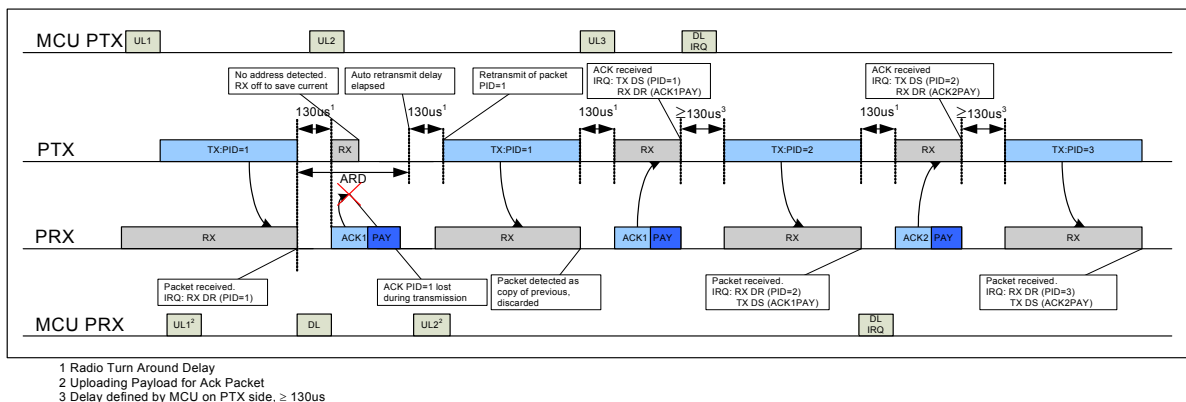 MCU PTX
UL1
UL2
UL3
DL
IRQ
No address detected.
RX off to save current
Auto retransmit delay
elapsed
Retransmit of packet
PID=1
ACK received
IRQ: TX DS (PID=1)
RX DR (ACK1PAY)
ACK received
IRQ: TX DS (PID=2)
RX DR (ACK2PAY)
130us¹
130us¹
130us¹
≥130us³
130us¹
≥130us³
PTX
TX:PID=1
RX
TX:PID=1
RX
TX:PID=2
RX
TX:PID=3
ARD
PRX
RX
ACK1 PAY
RX
ACK1 PAY
RX
ACK2 PAY
RX
Packet received.
IRQ: RX DR (PID=1)
ACK PID=1 lost
during transmission
Packet detected as
copy of previous,
discarded
Packet received.
IRQ: RX DR (PID=2)
TX DS (ACK1PAY)
Packet received.
IRQ: RX DR (PID=3)
TX DS (ACK2PAY)
MCU PRX
UL1²
DL
UL2²
DL
IRQ
1 Radio Turn Around Delay
2 Uploading Payload for Ack Packet
3 Delay defined by MCU on PTX side, ≥ 130us